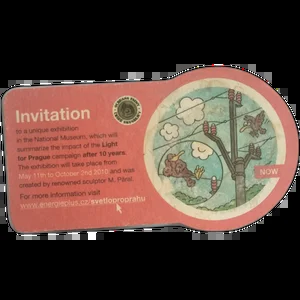 Invitation
to a unique exhibition
in the National Museum, which will
summarize the impact of the Light
for Prague campaign after 10 years.
The exhibition will take place from
May 11th to October 2nd 2010 and was
created by renowned sculptor M. Pârel.
For more information visit
www.energreplus.cz/svetloproprahu
NOW